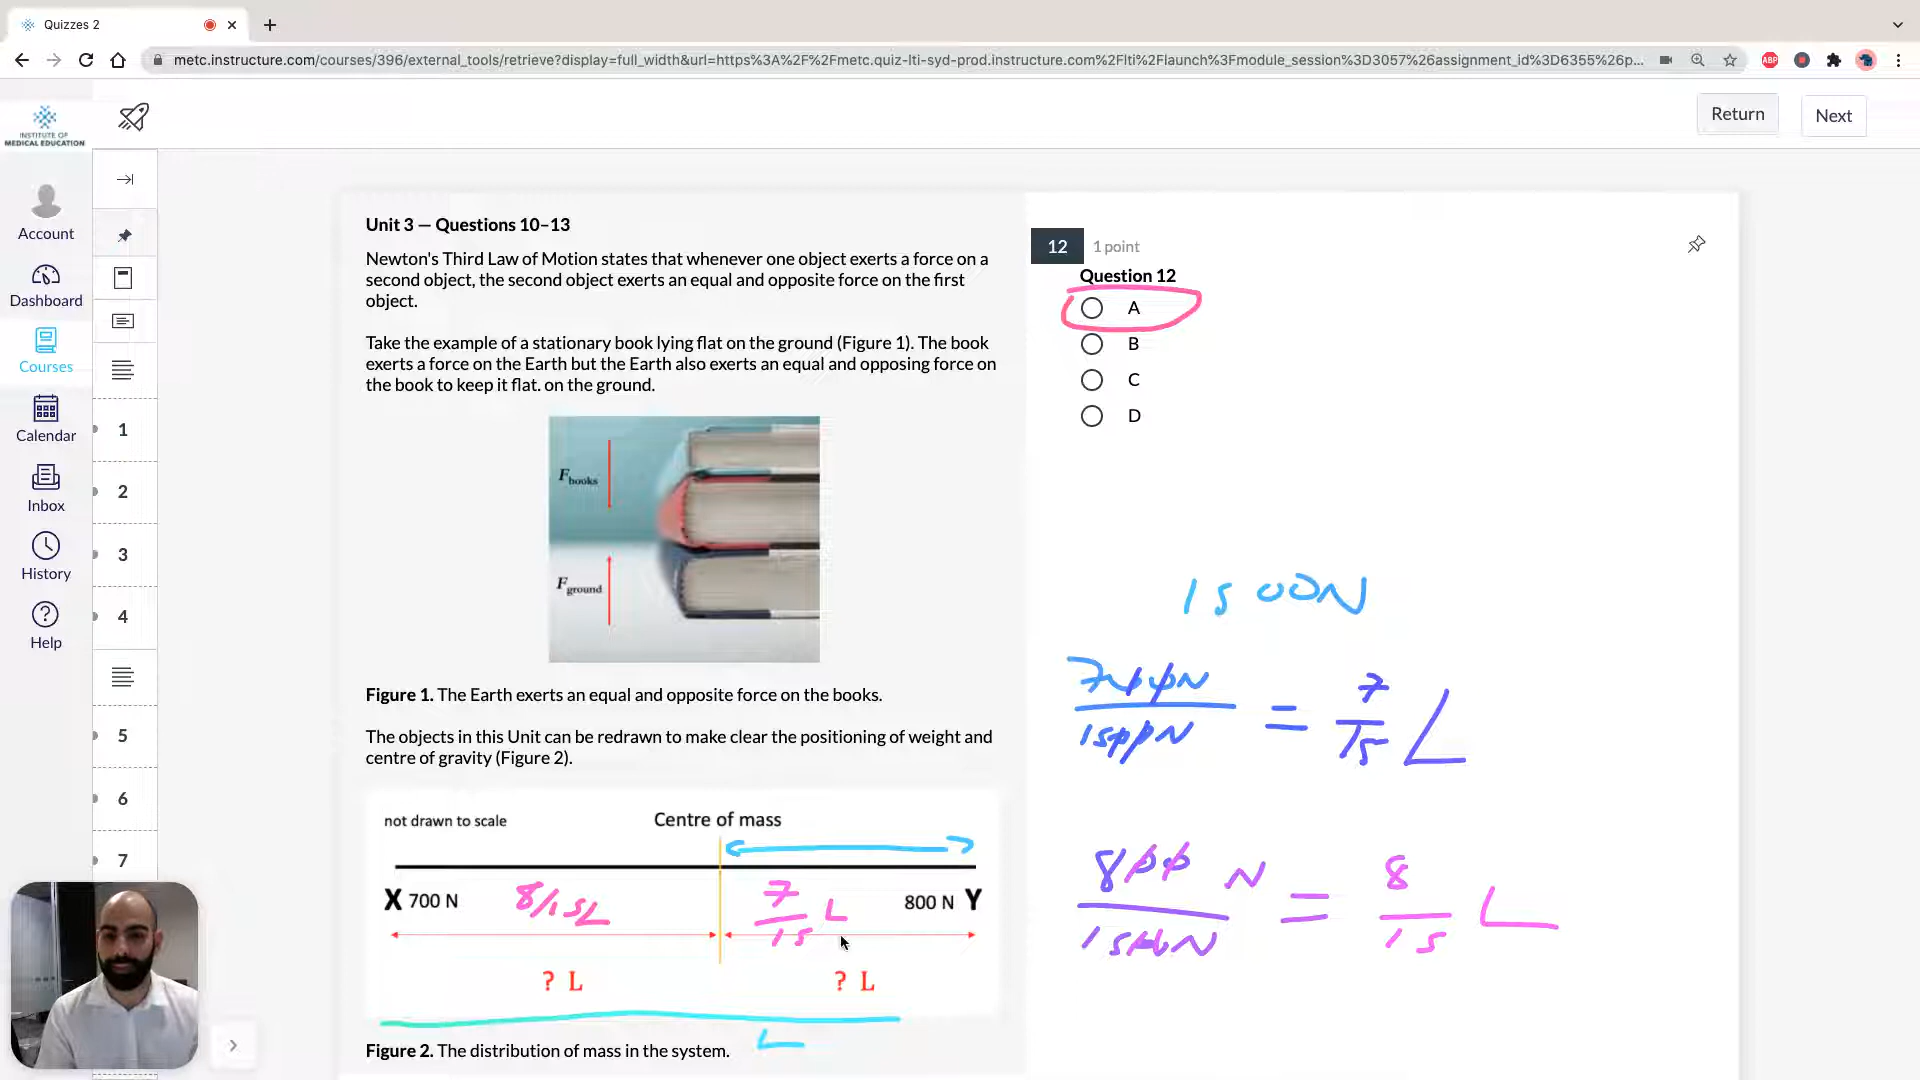 Quizzes 2
metc.instructure.com/courses/396/external_tools/retrieve?display=full_width&url=https%3A%2F%2Fmetc.quiz-lti-syd-prod.instructure.com%2Flti%2Flaunch%3Fmodule_session%3D3057%26assignment_id%3D6355%26p...
ABP
INSTITUTE OF
MEDICAL EDUCATION
Return
Next
Account
Dashboard
Courses
Calendar
Inbox
History
Help
1
2
3
4
5
6
7
Unit 3 — Questions 10–13
Newton's Third Law of Motion states that whenever one object exerts a force on a
second object, the second object exerts an equal and opposite force on the first
object.
Take the example of a stationary book lying flat on the ground (Figure 1). The book
exerts a force on the Earth but the Earth also exerts an equal and opposing force on
the book to keep it flat. on the ground.
Fbooks
Fground
Figure 1. The Earth exerts an equal and opposite force on the books.
The objects in this Unit can be redrawn to make clear the positioning of weight and
centre of gravity (Figure 2).
not drawn to scale
Centre of mass
X 700 N
8/15L
7/15 L
800 N Y
? L
? L
L
Figure 2. The distribution of mass in the system.
12
1 point
Question 12
A
B
C
D
1500N
700N/1500N = 7/15 L
800 N/1500N = 8/15 L